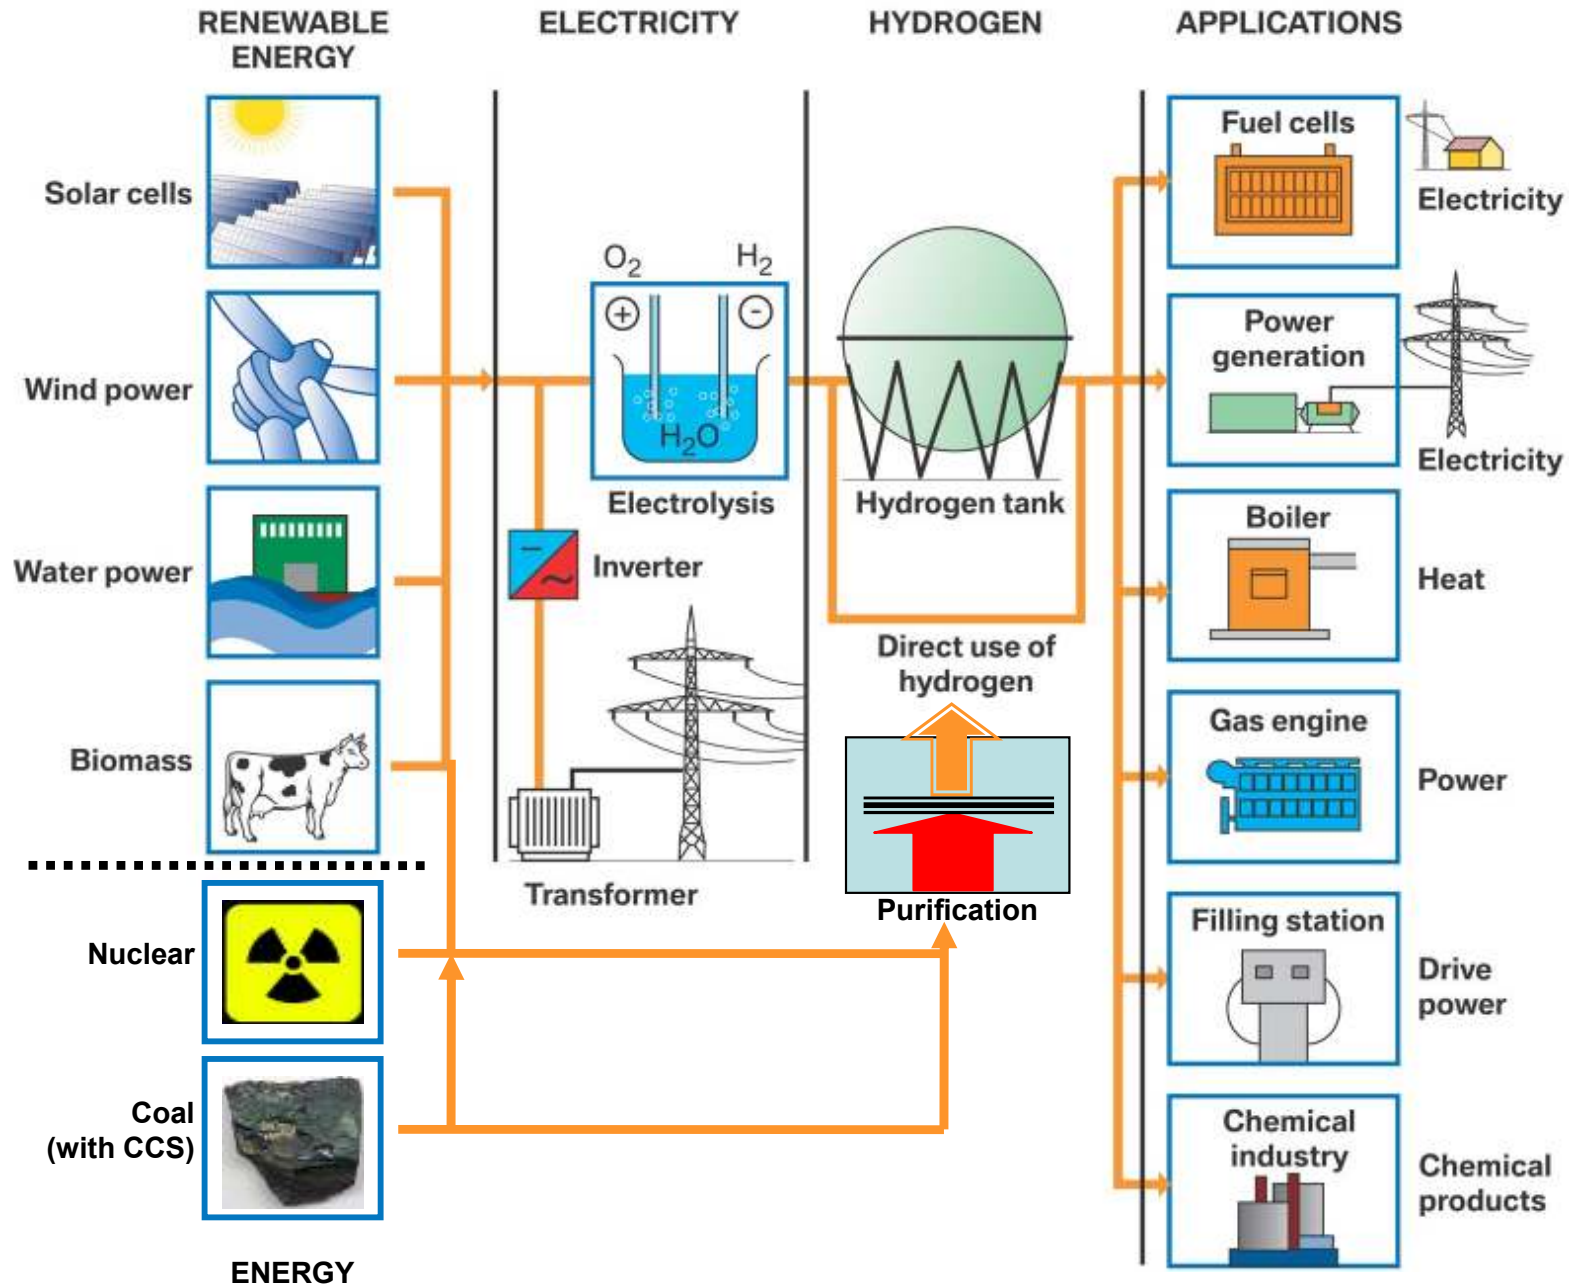 RENEWABLE
ENERGY
ELECTRICITY
HYDROGEN
APPLICATIONS
Solar cells
Wind power
Water power
Biomass
Nuclear
Coal
(with CCS)
ENERGY
O2
H2
+
-
H2O
Electrolysis
Inverter
Transformer
Hydrogen tank
Direct use of
hydrogen
Purification
Fuel cells
Electricity
Power
generation
Electricity
Boiler
Heat
Gas engine
Power
Filling station
Drive
power
Chemical
industry
Chemical
products